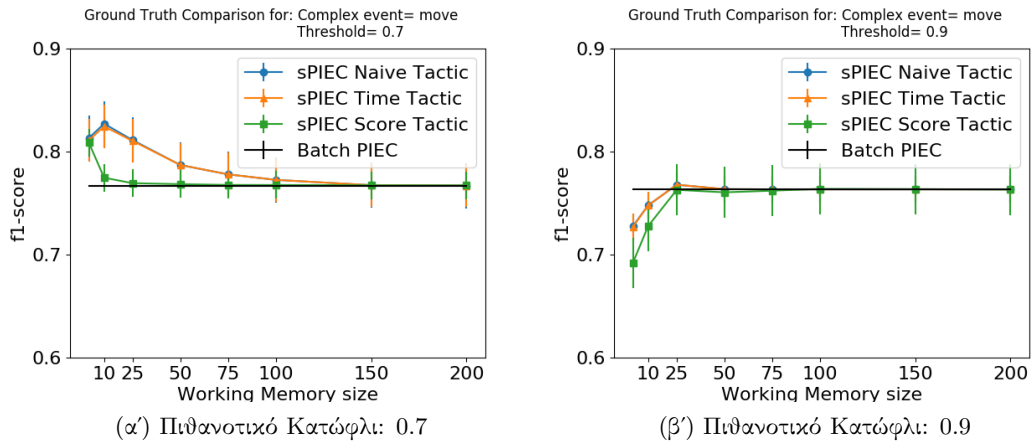 Ground Truth Comparison for: Complex event= move
Threshold= 0.7
0.9
0.8
0.7
0.6
f1-score
sPIEC Naive Tactic
sPIEC Time Tactic
sPIEC Score Tactic
Batch PIEC
10 25 50 75 100 150 200
Working Memory size
(αʹ) Πιθανοτικό Κατώφλι: 0.7
Ground Truth Comparison for: Complex event= move
Threshold= 0.9
0.9
0.8
0.7
0.6
f1-score
sPIEC Naive Tactic
sPIEC Time Tactic
sPIEC Score Tactic
Batch PIEC
10 25 50 75 100 150 200
Working Memory size
(βʹ) Πιθανοτικό Κατώφλι: 0.9